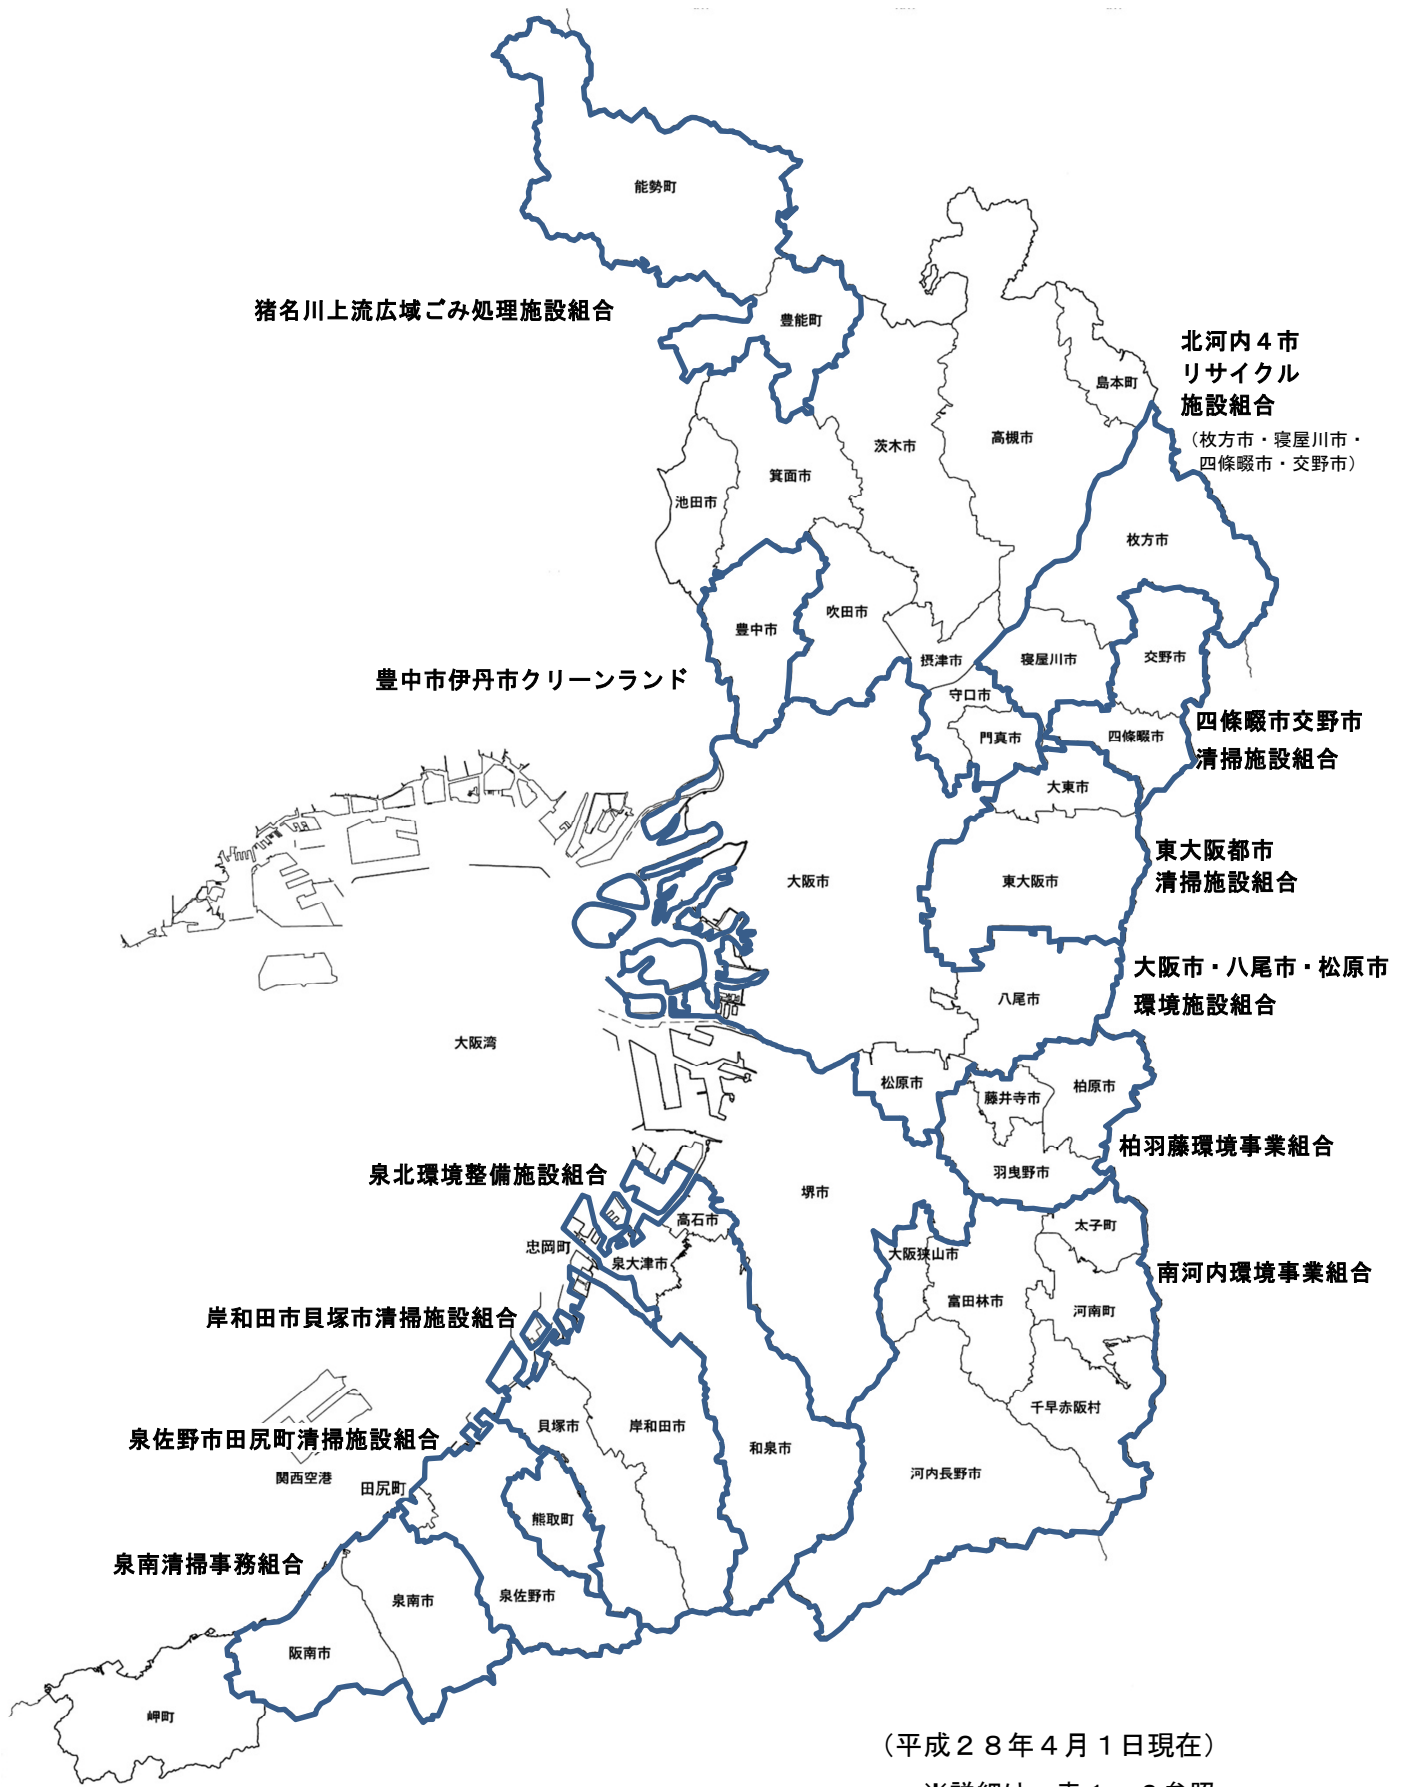 能勢町
猪名川上流広域ごみ処理施設組合
豊能町
北河内４市
リサイクル
施設組合
（枚方市・寝屋川市・
四條畷市・交野市）
島本町
高槻市
茨木市
箕面市
池田市
枚方市
吹田市
豊中市
摂津市
寝屋川市
交野市
豊中市伊丹市クリーンランド
守口市
門真市
四條畷市
四條畷市交野市
清掃施設組合
大東市
東大阪都市
清掃施設組合
大阪市
東大阪市
大阪市・八尾市・松原市
環境施設組合
八尾市
大阪湾
松原市
藤井寺市
柏原市
柏羽藤環境事業組合
羽曳野市
泉北環境整備施設組合
堺市
高石市
太子町
忠岡町
泉大津市
大阪狭山市
南河内環境事業組合
富田林市
河南町
岸和田市貝塚市清掃施設組合
千早赤阪村
貝塚市
岸和田市
和泉市
泉佐野市田尻町清掃施設組合
関西空港
田尻町
河内長野市
熊取町
泉南清掃事務組合
泉南市
泉佐野市
阪南市
岬町
（平成２８年４月１日現在）